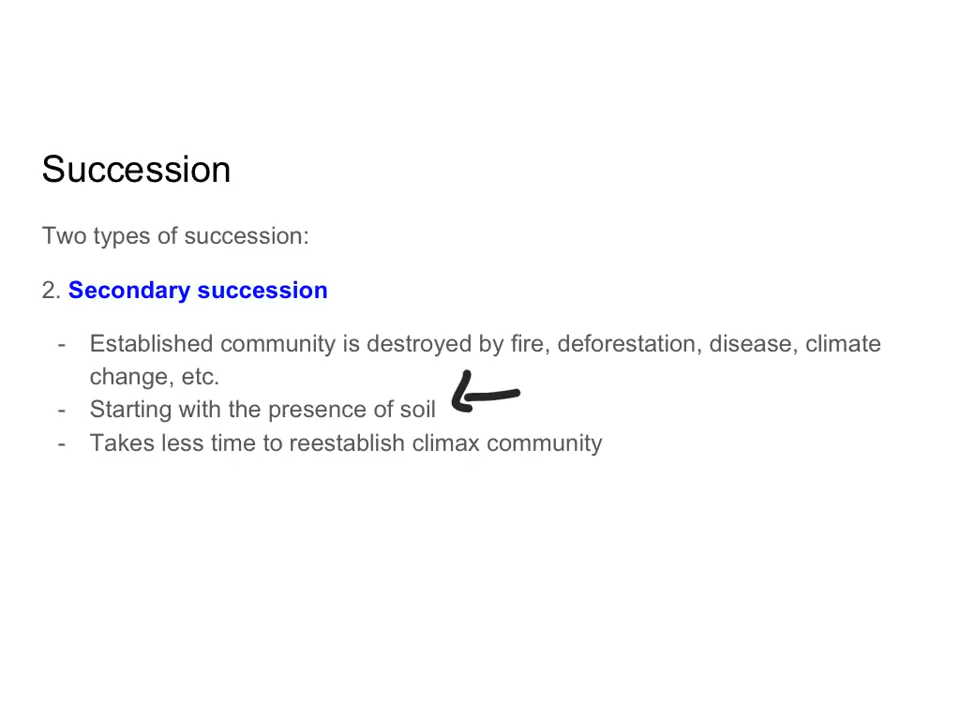 Succession
Two types of succession:
2. Secondary succession
- Established community is destroyed by fire, deforestation, disease, climate
change, etc.
- Starting with the presence of soil
- Takes less time to reestablish climax community